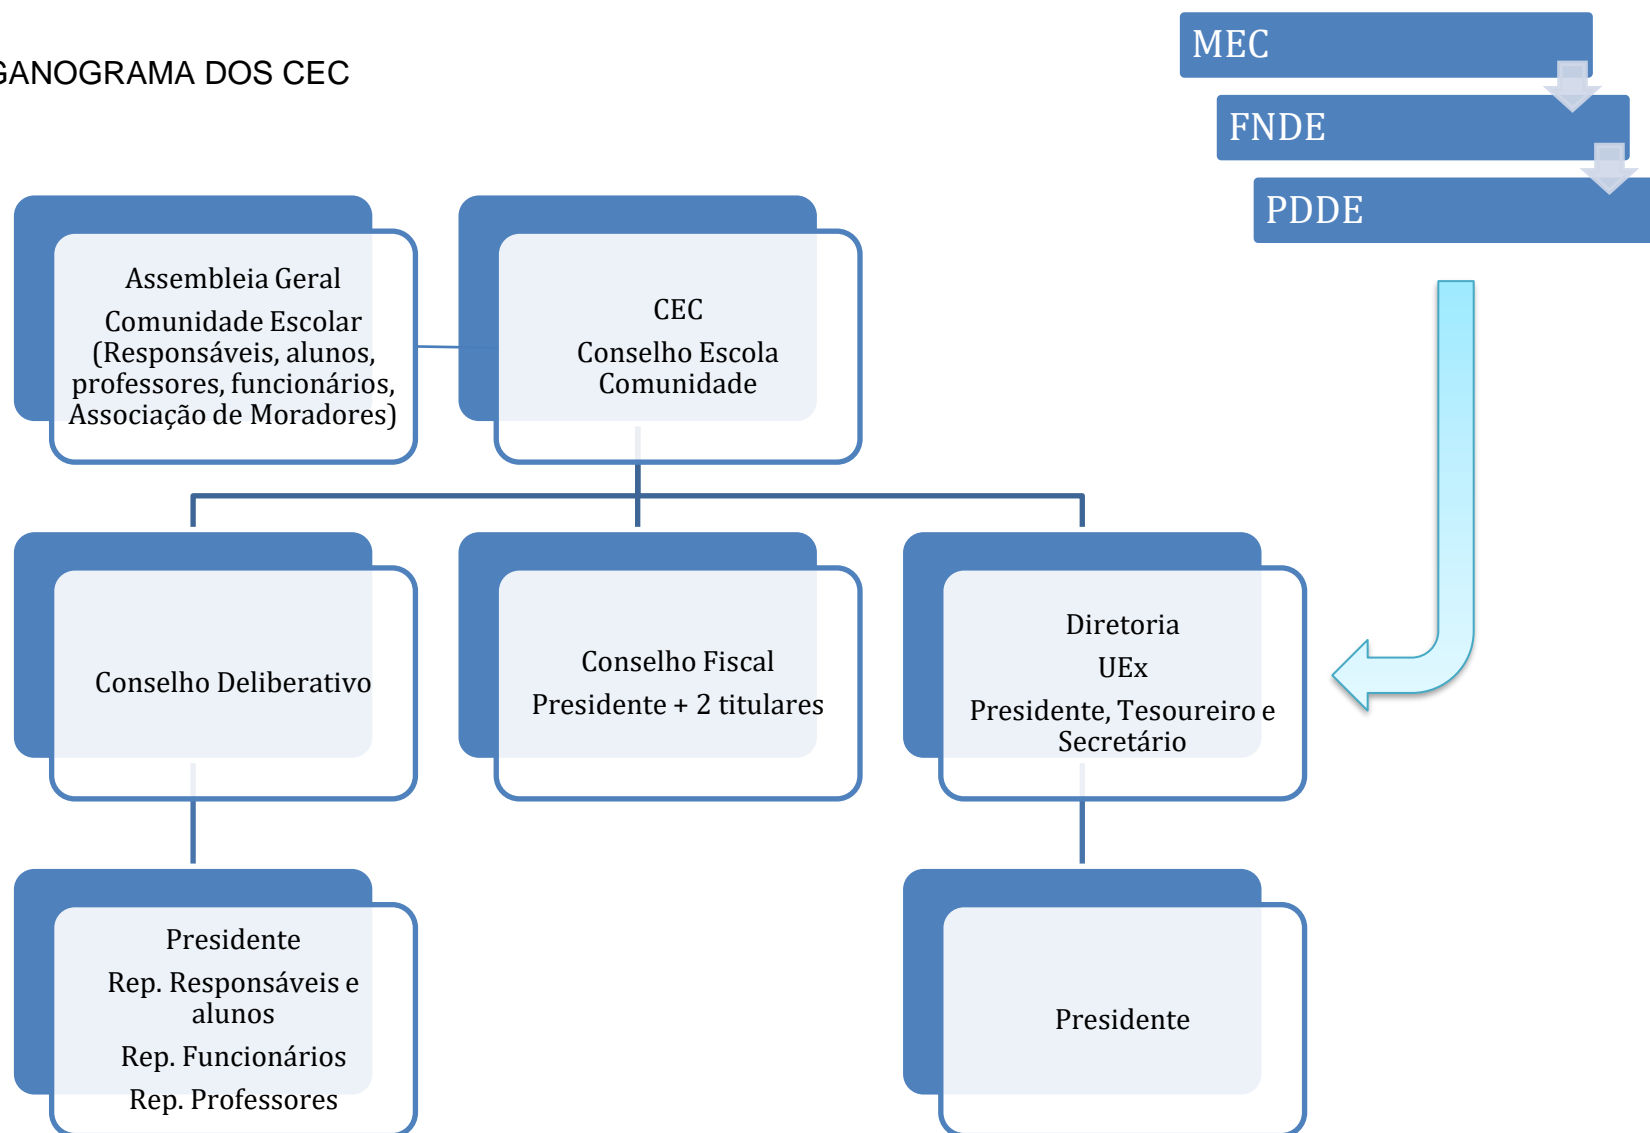 GANOGRAMA DOS CEC
MEC
FNDE
PDDE
Assembleia Geral
Comunidade Escolar
(Responsáveis, alunos,
professores, funcionários,
Associação de Moradores)
CEC
Conselho Escola
Comunidade
Conselho Deliberativo
Conselho Fiscal
Presidente + 2 titulares
Diretoria
UEx
Presidente, Tesoureiro e
Secretário
Presidente
Rep. Responsáveis e
alunos
Rep. Funcionários
Rep. Professores
Presidente